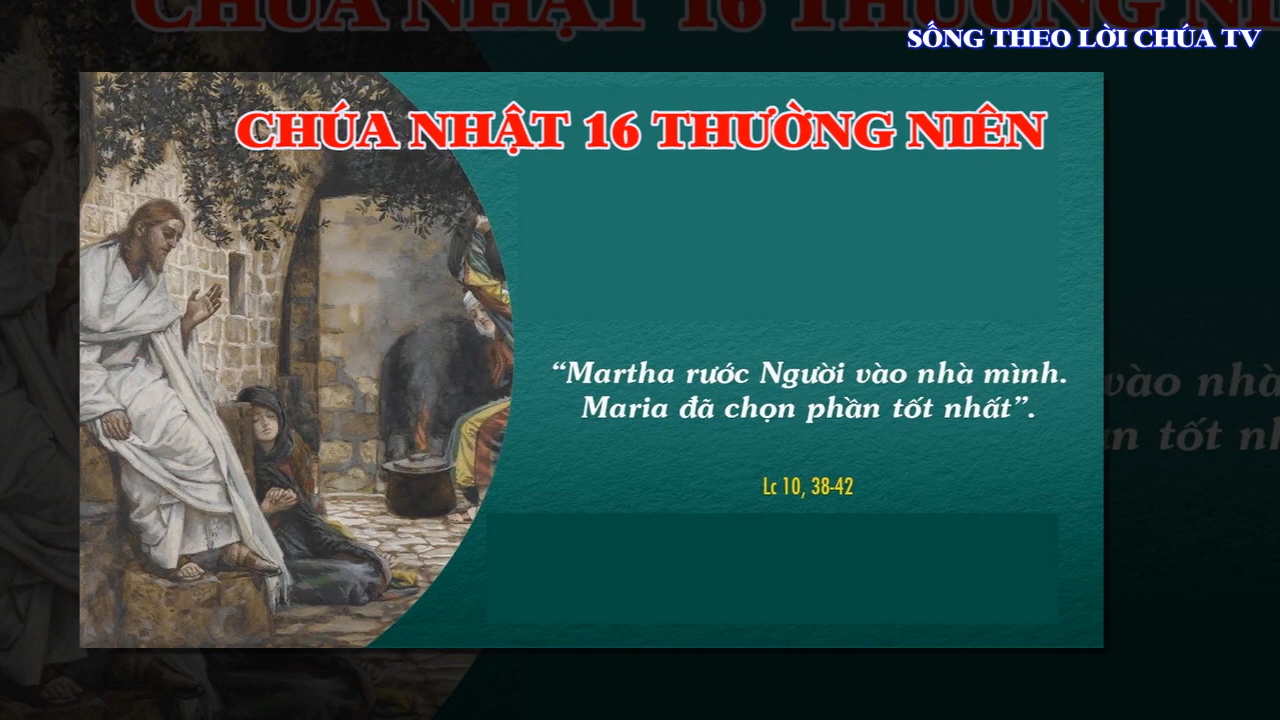 SỐNG THEO LỜI CHÚA TV
CHÚA NHẬT 16 THƯỜNG NIÊN
“Martha rước Người vào nhà mình.
Maria đã chọn phần tốt nhất”.
Lc 10, 38-42